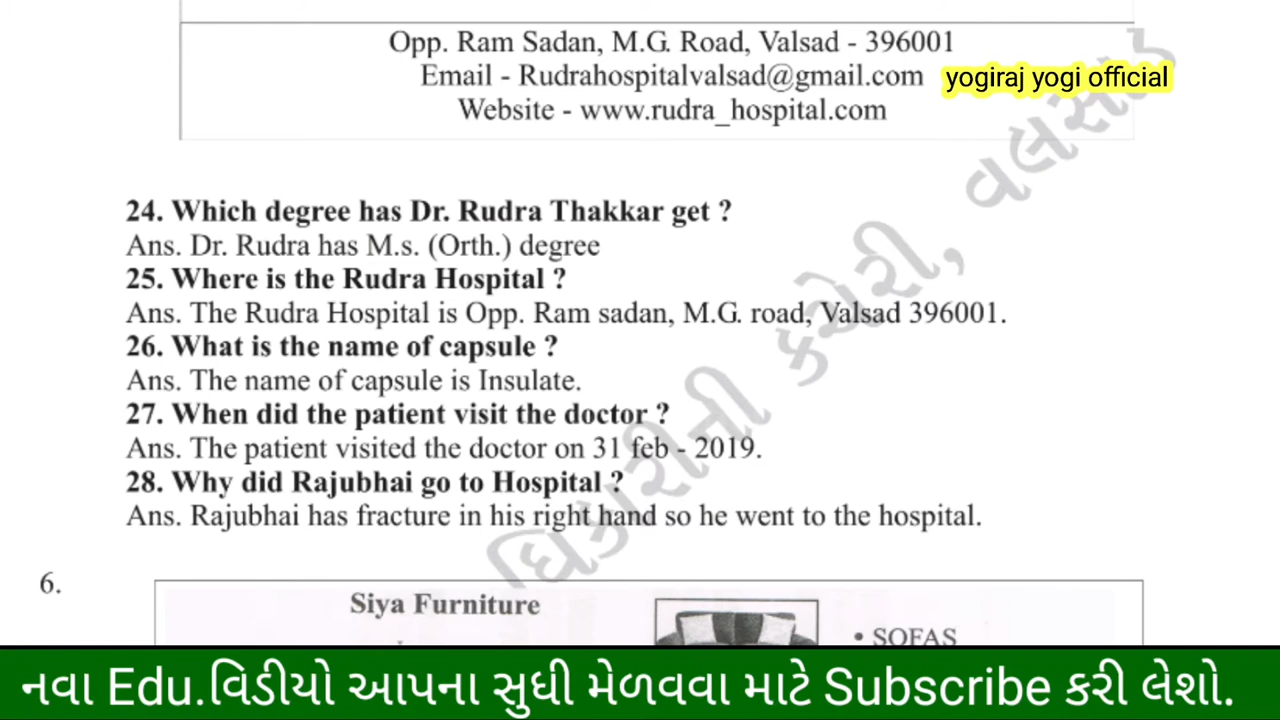 Opp. Ram Sadan, M.G. Road, Valsad - 396001
Email - Rudrahospitalvalsad@gmail.com
yogiraj yogi official
Website - www.rudra_hospital.com
24. Which degree has Dr. Rudra Thakkar get ?
Ans. Dr. Rudra has M.s. (Orth.) degree
25. Where is the Rudra Hospital ?
Ans. The Rudra Hospital is Opp. Ram sadan, M.G. road, Valsad 396001.
26. What is the name of capsule ?
Ans. The name of capsule is Insulate.
27. When did the patient visit the doctor ?
Ans. The patient visited the doctor on 31 feb - 2019.
28. Why did Rajubhai go to Hospital ?
Ans. Rajubhai has fracture in his right hand so he went to the hospital.
ધિકારીની કચેરી, વલસાડ
6.
Siya Furniture
• SOFAS
નવા Edu.વિડીયો આપના સુધી મેળવવા માટે Subscribe કરી લેશો.